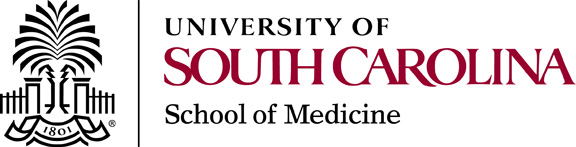 UNIVERSITY OF
SOUTH CAROLINA
School of Medicine
1801
®